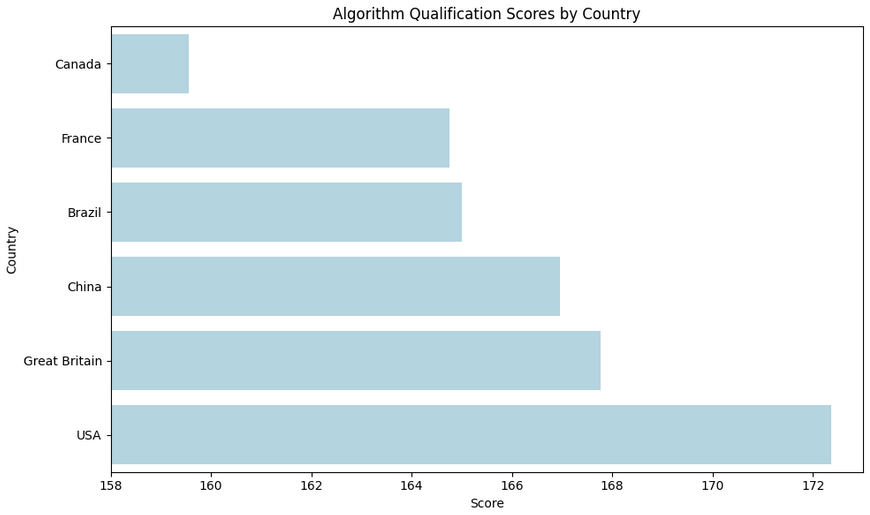 Algorithm Qualification Scores by Country
Canada
France
Brazil
China
Great Britain
USA
Country
158 160 162 164 166 168 170 172
Score